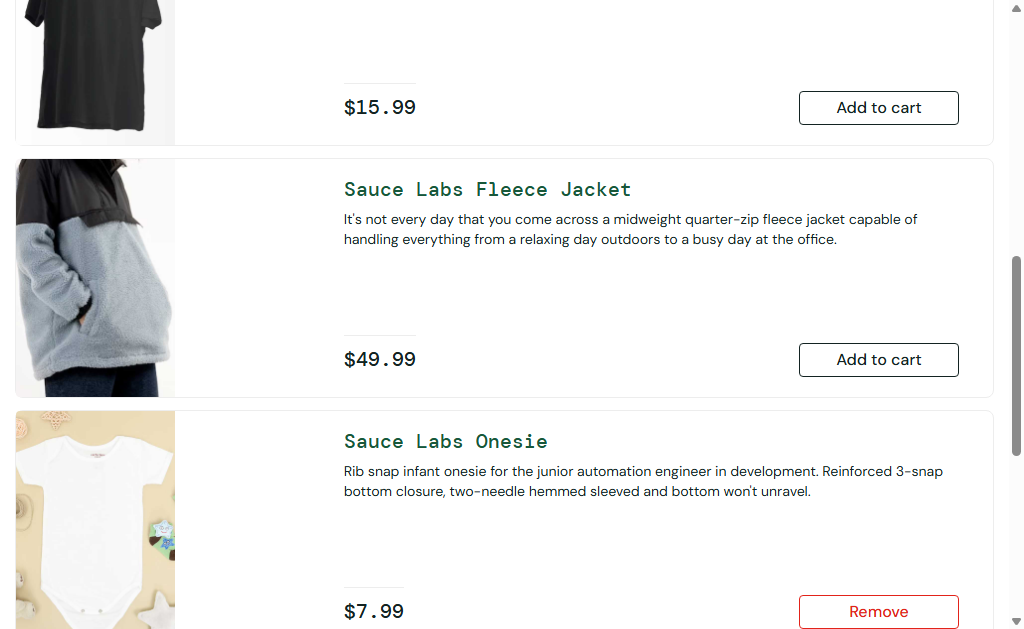 $15.99
Add to cart
Sauce Labs Fleece Jacket
It's not every day that you come across a midweight quarter-zip fleece jacket capable of
handling everything from a relaxing day outdoors to a busy day at the office.
$49.99
Add to cart
Sauce Labs Onesie
Rib snap infant onesie for the junior automation engineer in development. Reinforced 3-snap
bottom closure, two-needle hemmed sleeved and bottom won't unravel.
$7.99
Remove